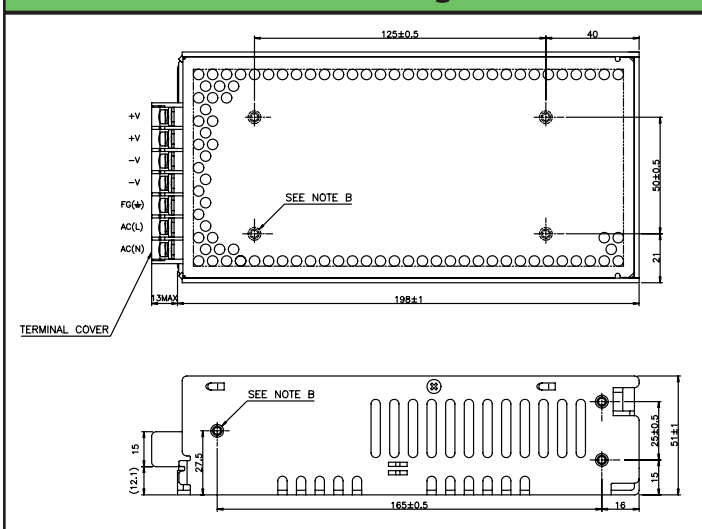 125±0.5
40
+V
+V
-V
-V
FG(⏚)
AC(L)
AC(N)
SEE NOTE B
50±0.5
21
13MAX
198±1
TERMINAL COVER
SEE NOTE B
15
(12.1)
27.5
25±0.5
51±1
15
165±0.5
16